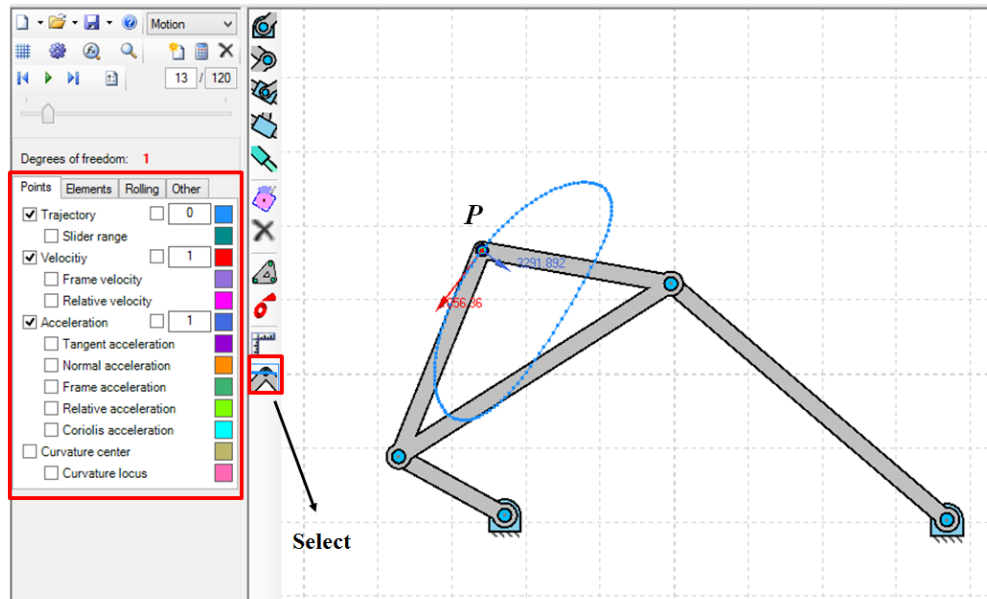 Motion
13 / 120
Degrees of freedom: 1
Points Elements Rolling Other
Trajectory 0
Slider range
Velocitiy 1
Frame velocity
Relative velocity
Acceleration 1
Tangent acceleration
Normal acceleration
Frame acceleration
Relative acceleration
Coriolis acceleration
Curvature center
Curvature locus
P
2291.892
Select